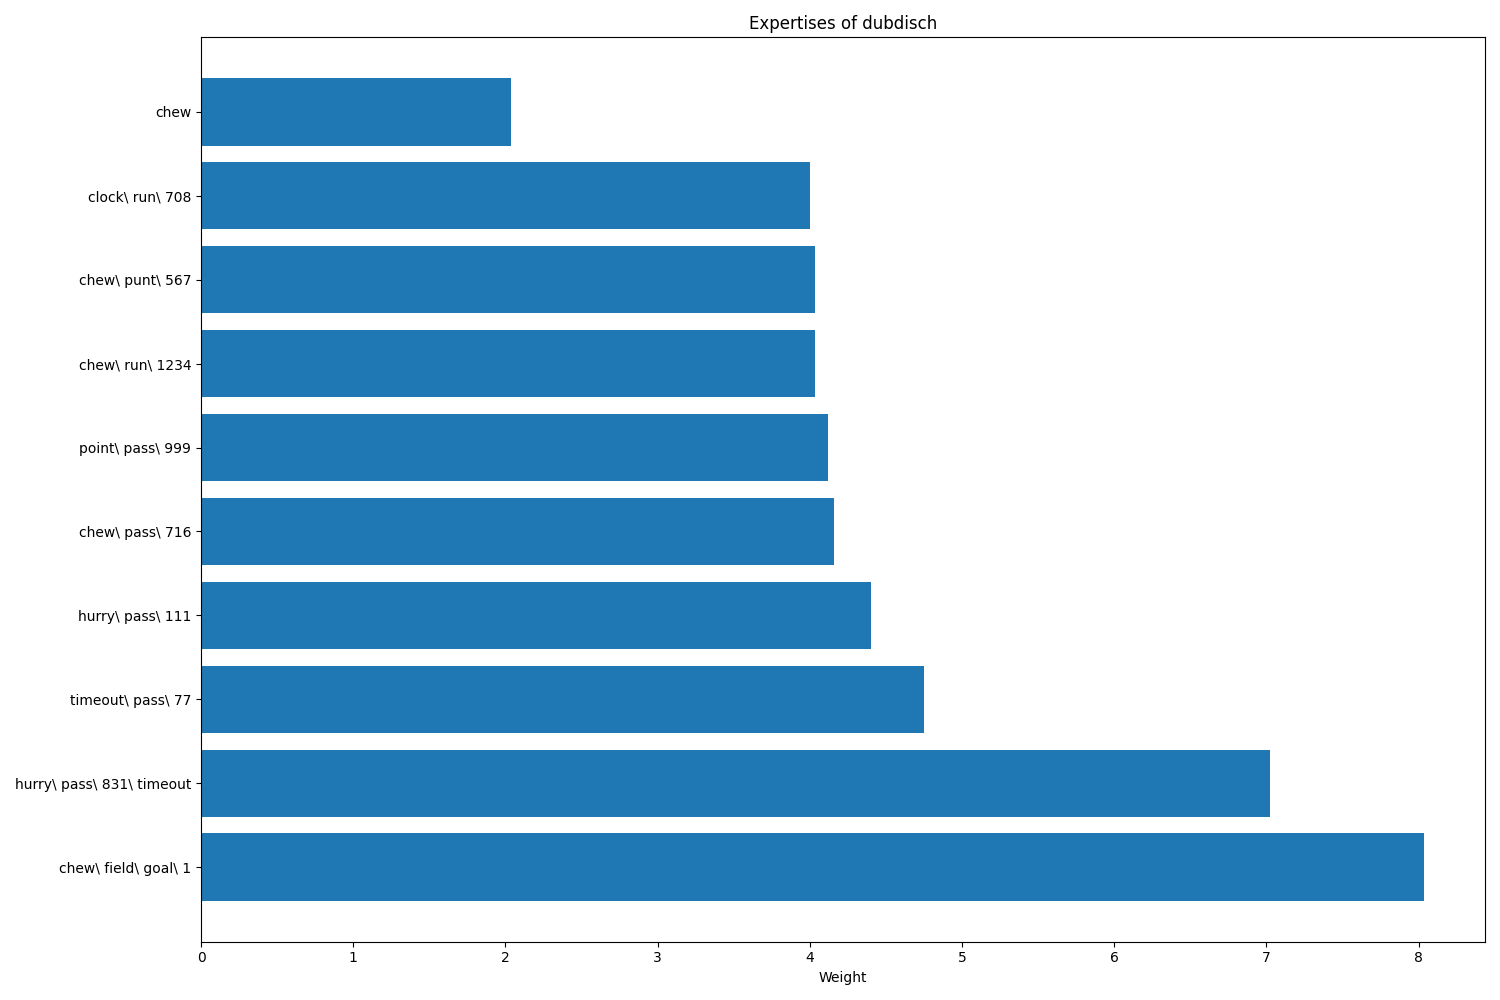 Expertises of dubdisch
chew
clock\ run\ 708
chew\ punt\ 567
chew\ run\ 1234
point\ pass\ 999
chew\ pass\ 716
hurry\ pass\ 111
timeout\ pass\ 77
hurry\ pass\ 831\ timeout
chew\ field\ goal\ 1
0 1 2 3 4 5 6 7 8
Weight